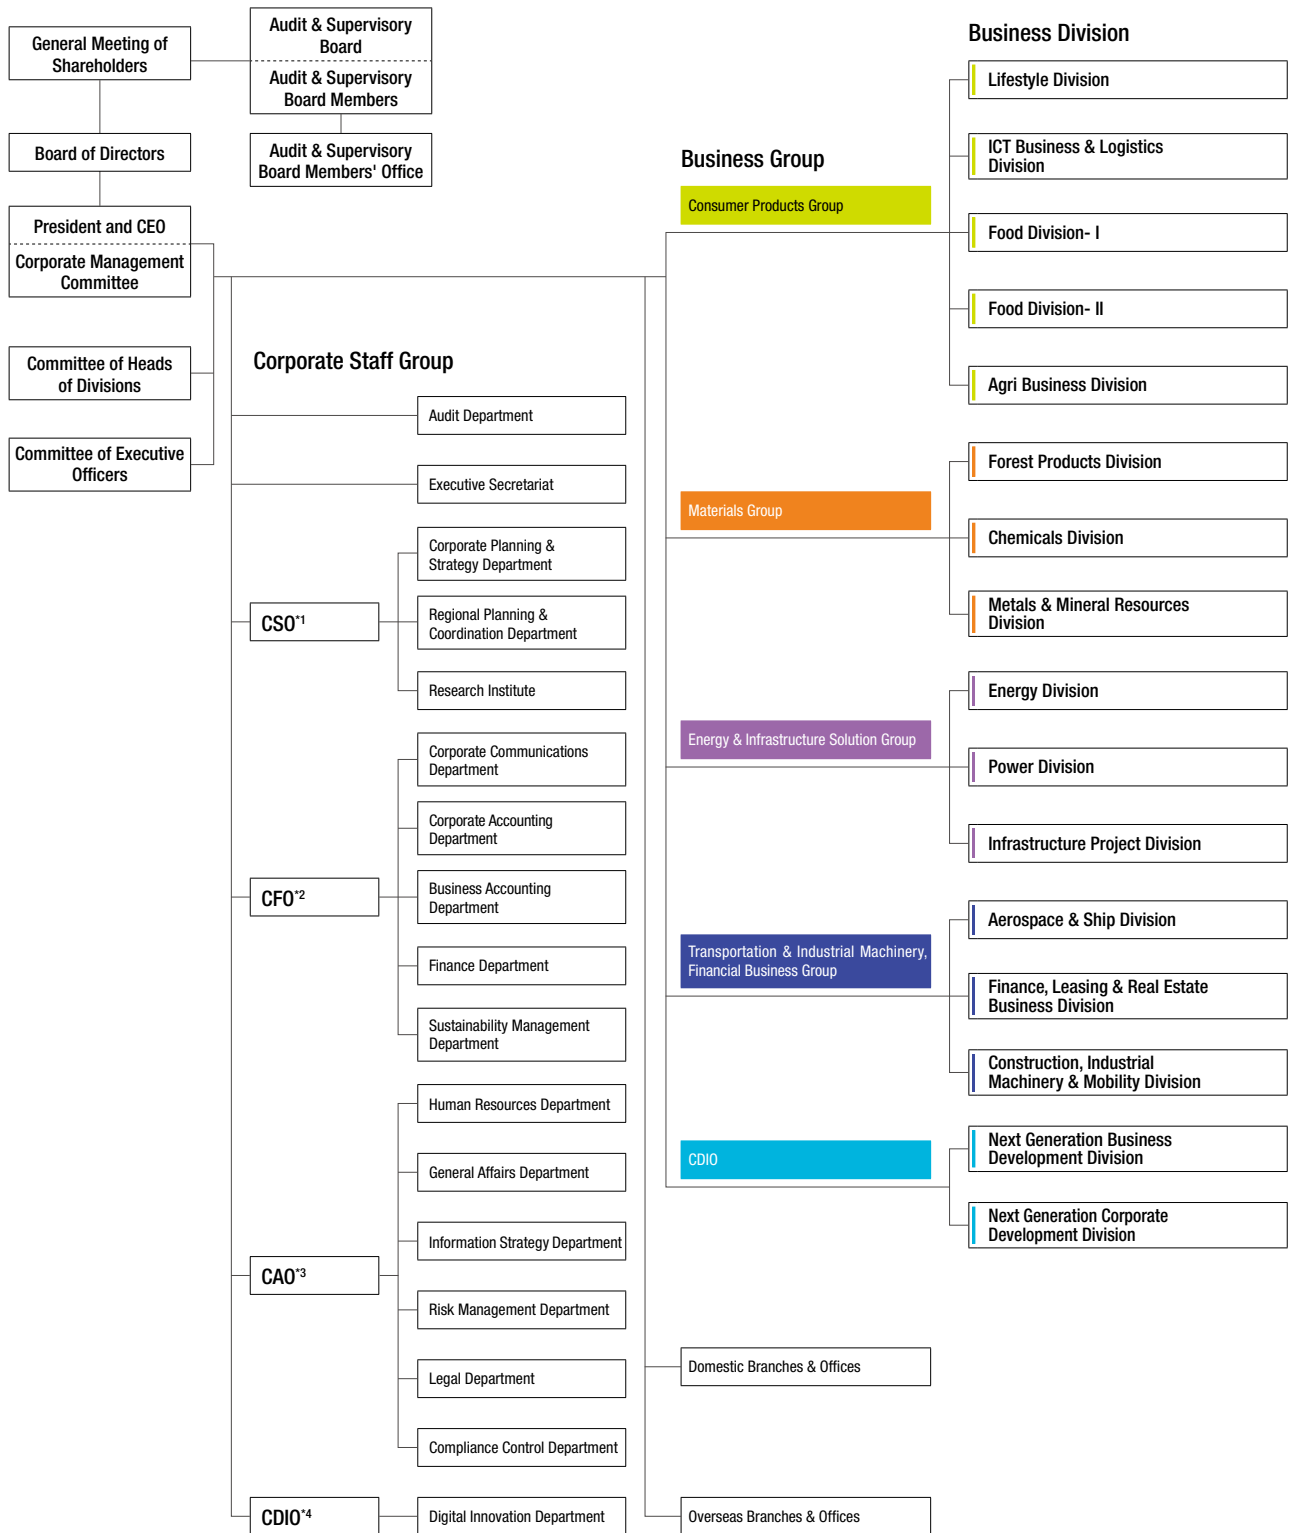 General Meeting of
Shareholders
Audit & Supervisory
Board
Audit & Supervisory
Board Members
Board of Directors
Audit & Supervisory
Board Members' Office
President and CEO
Corporate Management
Committee
Committee of Heads
of Divisions
Committee of Executive
Officers
Corporate Staff Group
Audit Department
Executive Secretariat
CSO*1
Corporate Planning &
Strategy Department
Regional Planning &
Coordination Department
Research Institute
CFO*2
Corporate Communications
Department
Corporate Accounting
Department
Business Accounting
Department
Finance Department
Sustainability Management
Department
CAO*3
Human Resources Department
General Affairs Department
Information Strategy Department
Risk Management Department
Legal Department
Compliance Control Department
CDIO*4
Digital Innovation Department
Business Group
Business Division
Consumer Products Group
Lifestyle Division
ICT Business & Logistics
Division
Food Division- I
Food Division- II
Agri Business Division
Materials Group
Forest Products Division
Chemicals Division
Metals & Mineral Resources
Division
Energy & Infrastructure Solution Group
Energy Division
Power Division
Infrastructure Project Division
Transportation & Industrial Machinery,
Financial Business Group
Aerospace & Ship Division
Finance, Leasing & Real Estate
Business Division
Construction, Industrial
Machinery & Mobility Division
CDIO
Next Generation Business
Development Division
Next Generation Corporate
Development Division
Domestic Branches & Offices
Overseas Branches & Offices